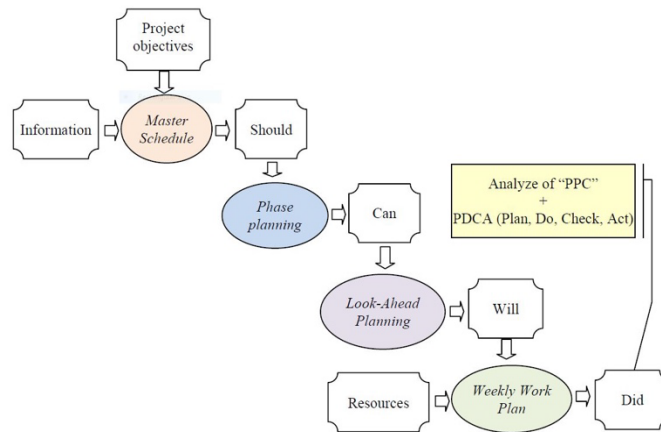 Project
objectives
Information
Master
Schedule
Should
Phase
planning
Can
Analyze of “PPC”
+
PDCA (Plan, Do, Check, Act)
Look-Ahead
Planning
Will
Resources
Weekly Work
Plan
Did